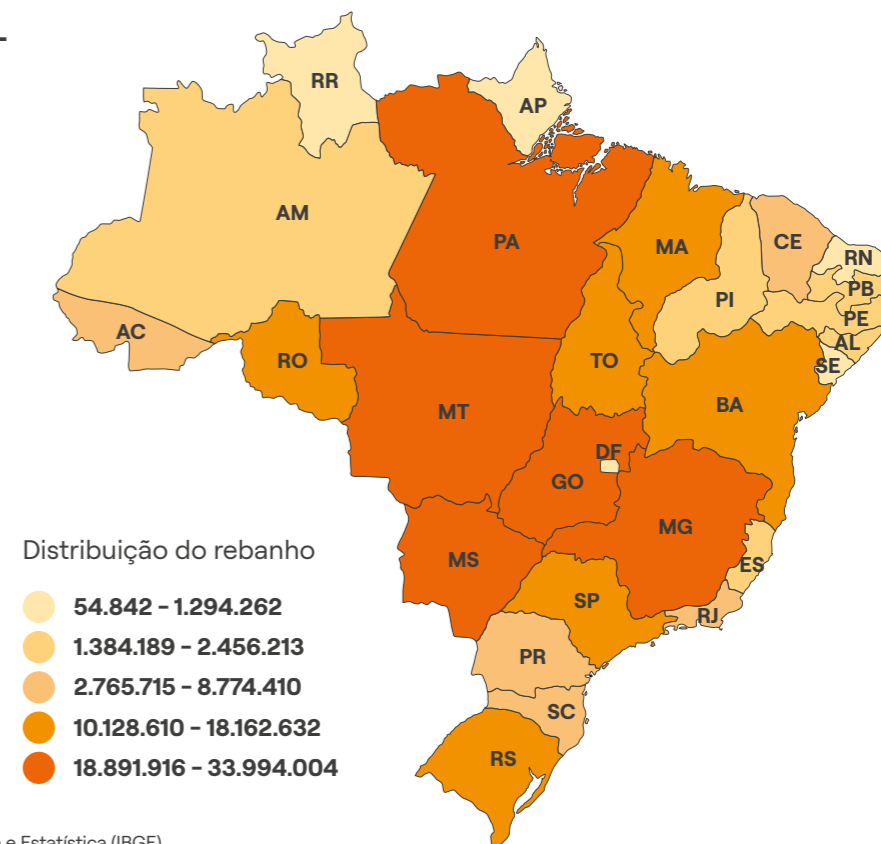 RR
AP
AM
PA
MA
CE
RN
PB
PI
PE
AL
AC
SE
RO
TO
BA
MT
DF
GO
MG
MS
ES
SP
RJ
PR
SC
RS
Distribuição do rebanho
54.842 – 1.294.262
1.384.189 – 2.456.213
2.765.715 – 8.774.410
10.128.610 – 18.162.632
18.891.916 – 33.994.004
e Estatística (IBGE)